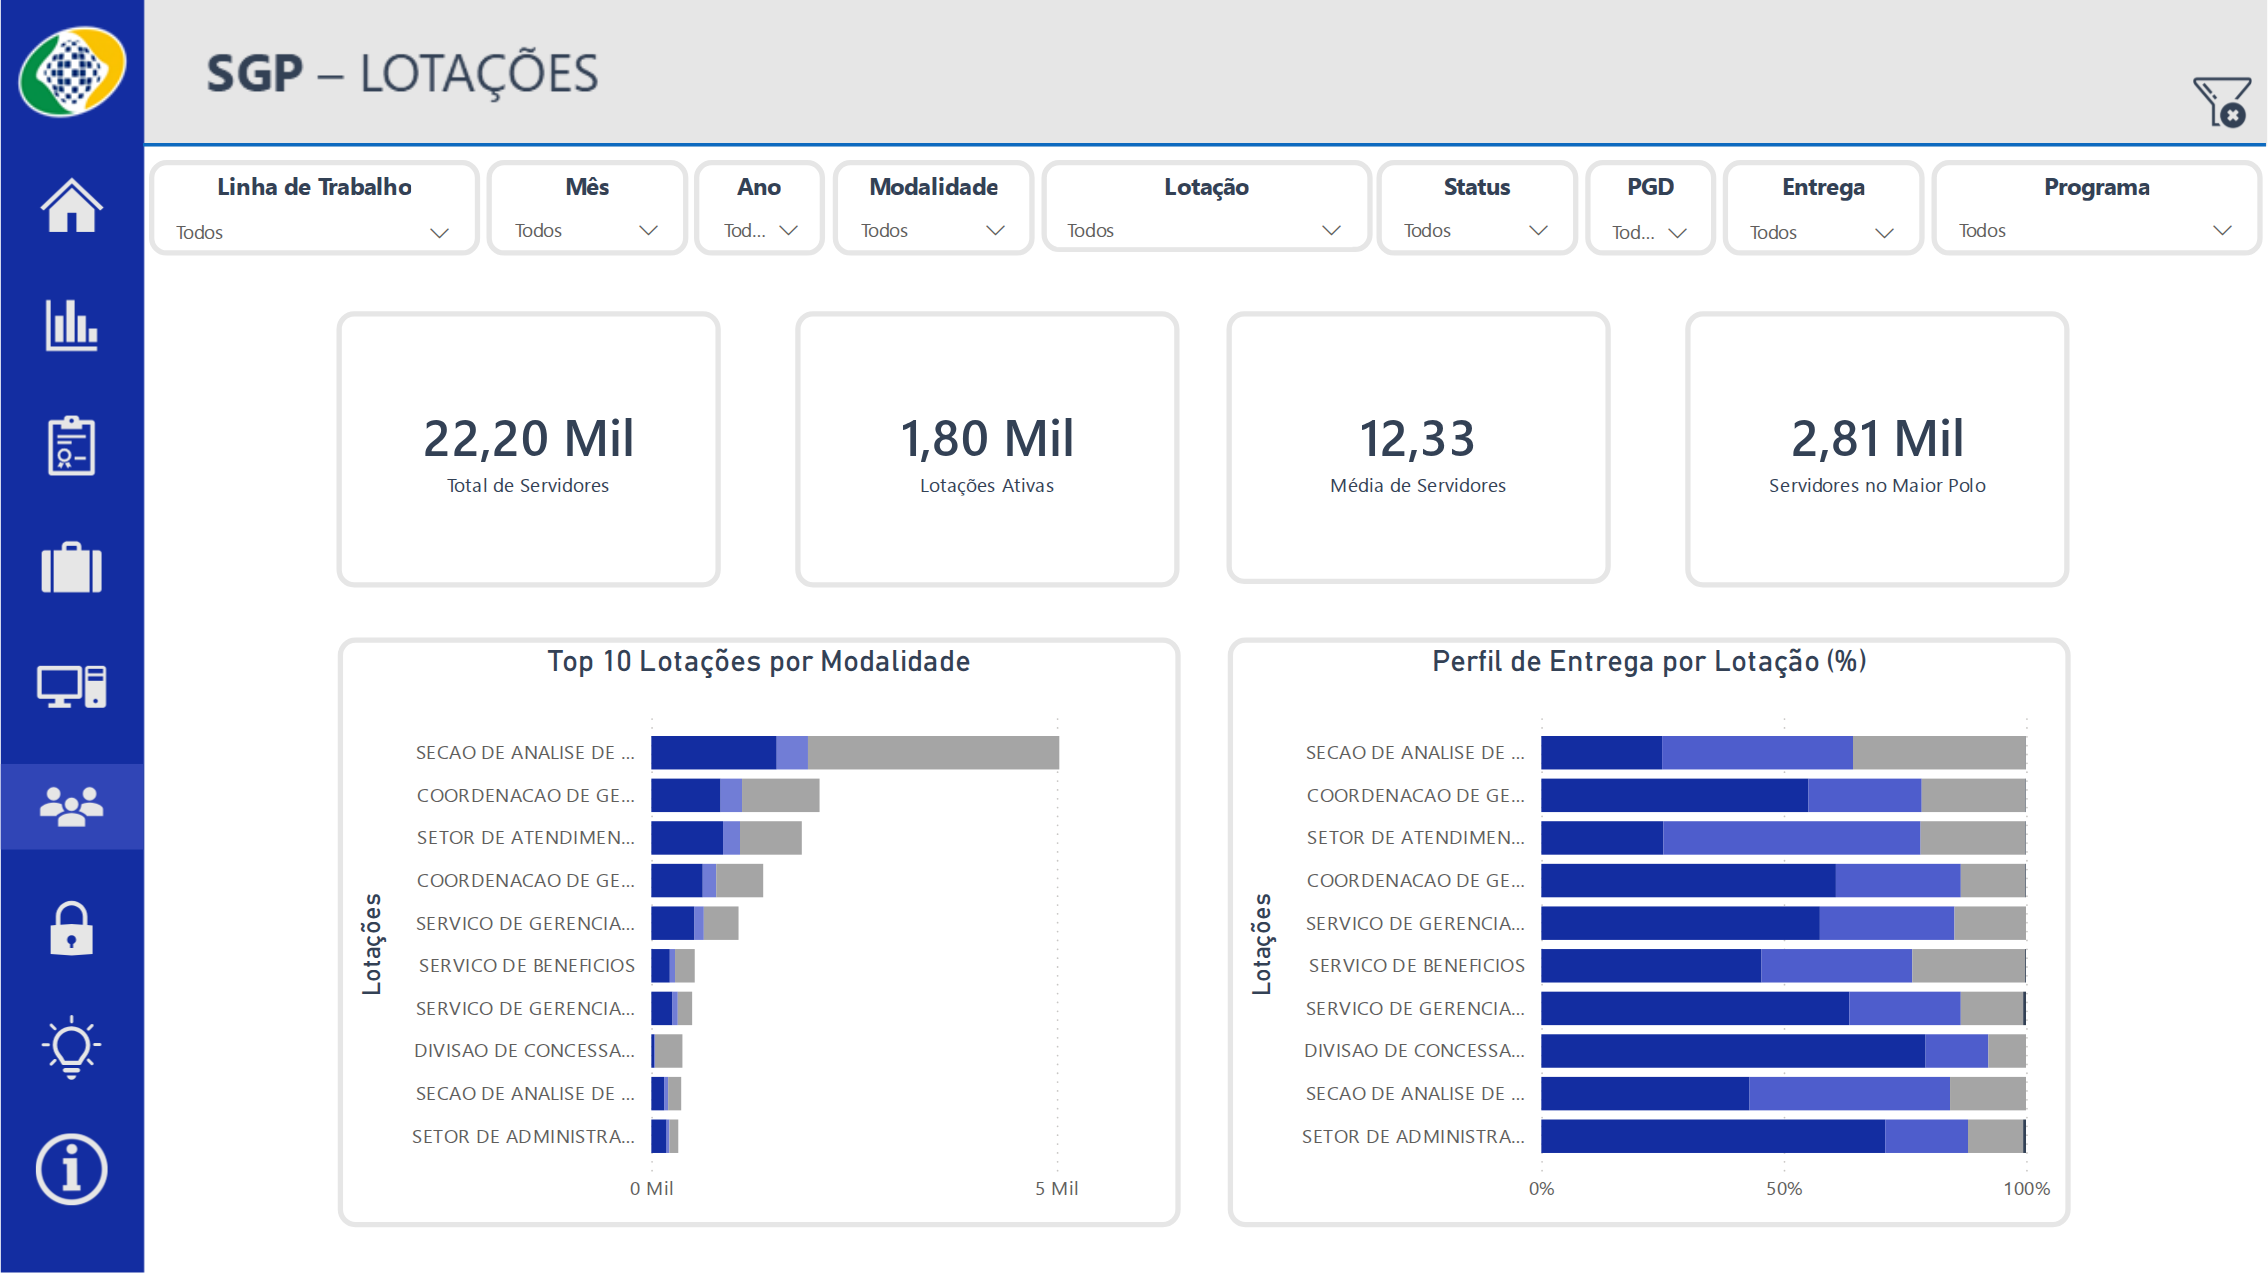 SGP – LOTAÇÕES
Linha de Trabalho
Todos
Mês
Todos
Ano
Tod...
Modalidade
Todos
Lotação
Todos
Status
Todos
PGD
Tod...
Entrega
Todos
Programa
Todos
22,20 Mil
Total de Servidores
1,80 Mil
Lotações Ativas
12,33
Média de Servidores
2,81 Mil
Servidores no Maior Polo
Top 10 Lotações por Modalidade
Lotações
SECAO DE ANALISE DE ...
COORDENACAO DE GE...
SETOR DE ATENDIMEN...
COORDENACAO DE GE...
SERVICO DE GERENCIA...
SERVICO DE BENEFICIOS
SERVICO DE GERENCIA...
DIVISAO DE CONCESSA...
SECAO DE ANALISE DE ...
SETOR DE ADMINISTRA...
0 Mil
5 Mil
Perfil de Entrega por Lotação (%)
Lotações
SECAO DE ANALISE DE ...
COORDENACAO DE GE...
SETOR DE ATENDIMEN...
COORDENACAO DE GE...
SERVICO DE GERENCIA...
SERVICO DE BENEFICIOS
SERVICO DE GERENCIA...
DIVISAO DE CONCESSA...
SECAO DE ANALISE DE ...
SETOR DE ADMINISTRA...
0%
50%
100%